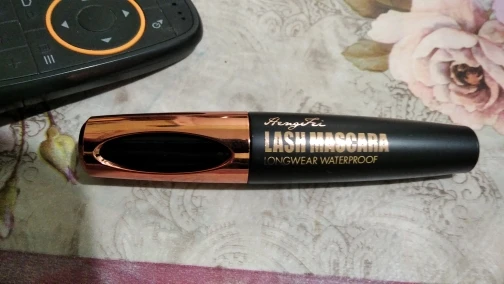 HengFei
LASH MASCARA
LONGWEAR WATERPROOF